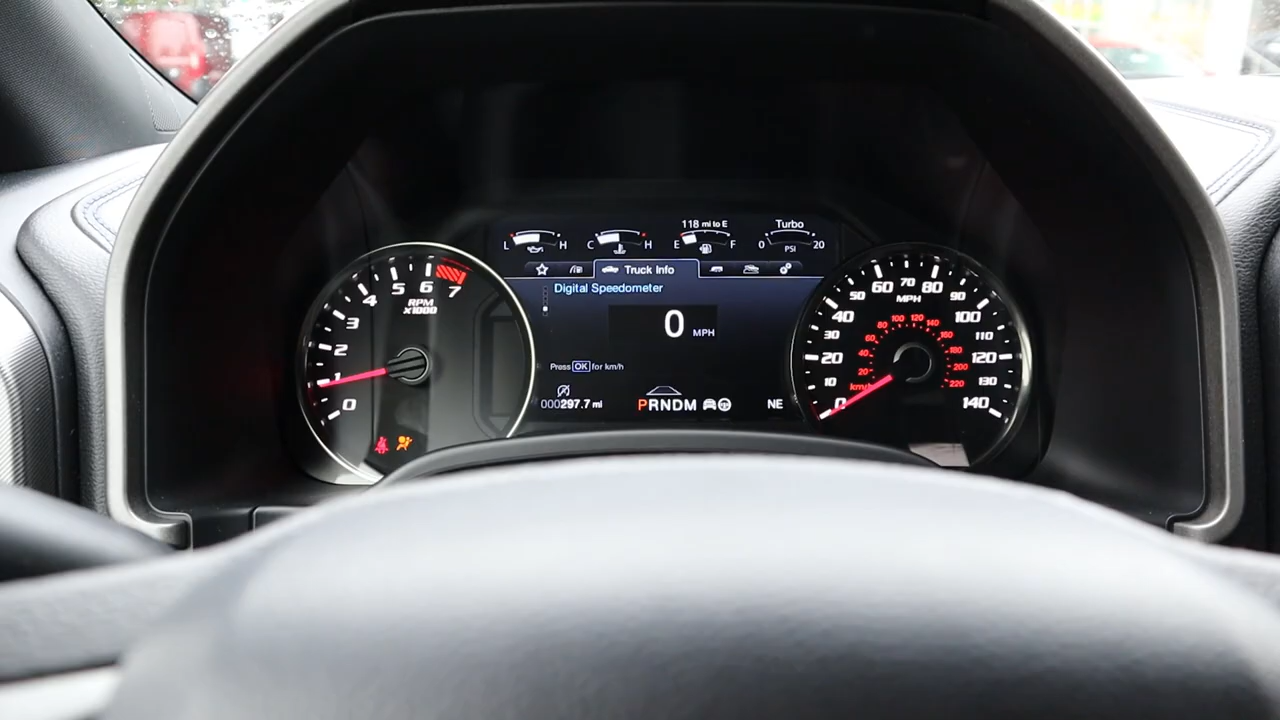 118 mi to E
Turbo
L H
C H
E F
0 20
PSI
Truck Info
Digital Speedometer
0 MPH
Press OK for km/h
000297.7 mi
PRNDM
NE
0
1
2
3
4
5
6
7
RPM
x1000
0
10
20
30
40
50
60
70
80
90
100
110
120
130
140
MPH
km/h
20
40
60
80
100
120
140
160
180
200
220